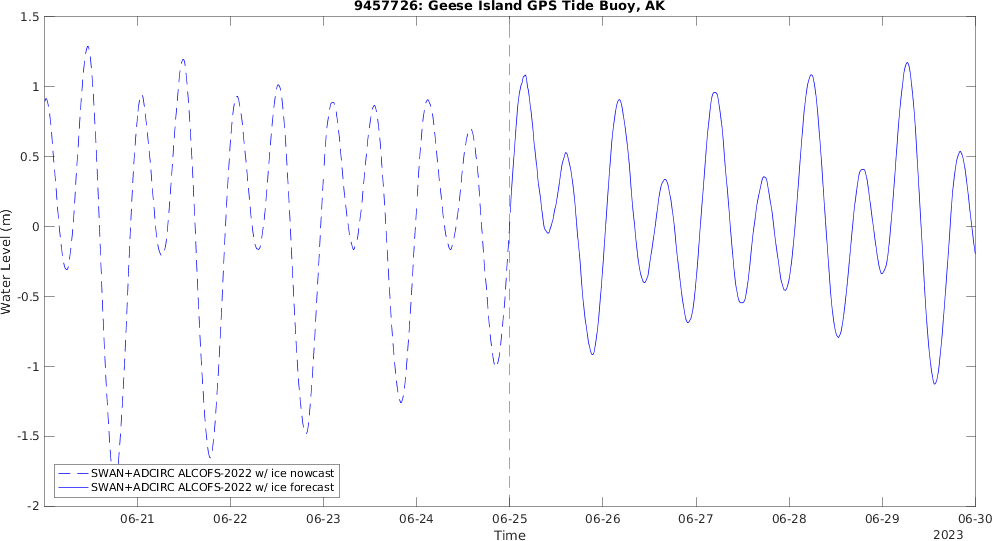 9457726: Geese Island GPS Tide Buoy, AK
Water Level (m)
1.5
1
0.5
0
-0.5
-1
-1.5
-2
SWAN+ADCIRC ALCOFS-2022 w/ ice nowcast
SWAN+ADCIRC ALCOFS-2022 w/ ice forecast
06-21 06-22 06-23 06-24 06-25 06-26 06-27 06-28 06-29 06-30
Time
2023